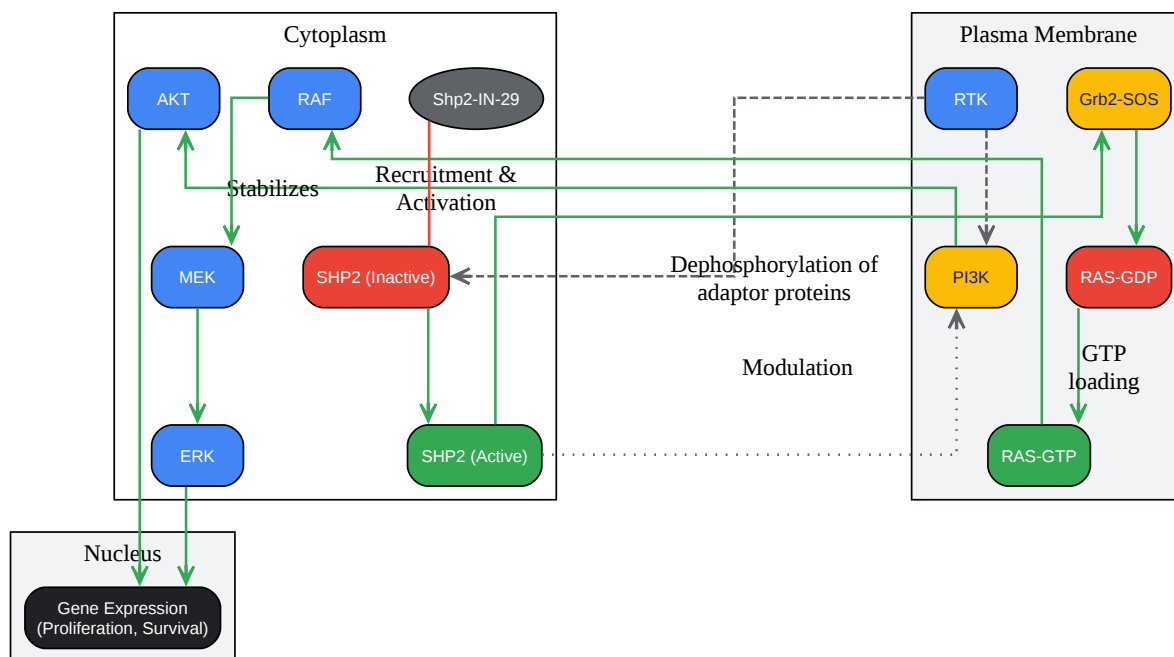 Cytoplasm
Plasma Membrane
AKT
RAF
Shp2-IN-29
RTK
Grb2-SOS
Stabilizes
Recruitment &
Activation
MEK
SHP2 (Inactive)
Dephosphorylation of
adaptor proteins
PI3K
RAS-GDP
Modulation
GTP
loading
ERK
SHP2 (Active)
RAS-GTP
Nucleus
Gene Expression
(Proliferation, Survival)